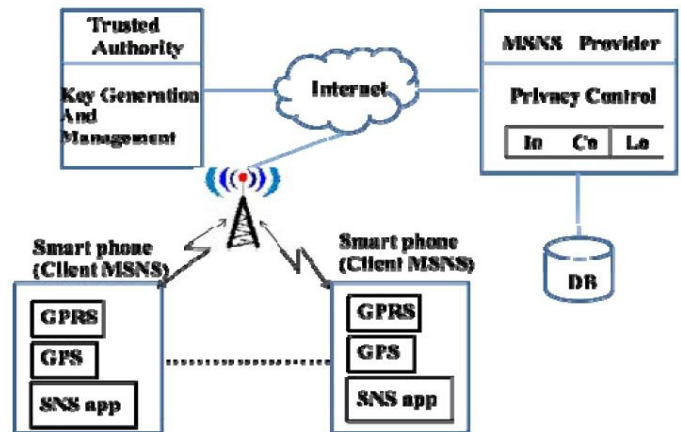 Trusted
Authority
Key Generation
And
Management
Internet
MSNS Provider
Privacy Control
In Co Lo
DB
Smart phone
(Client MSNS)
GPRS
GPS
SNS app
Smart phone
(Client MSNS)
GPRS
GPS
SNS app